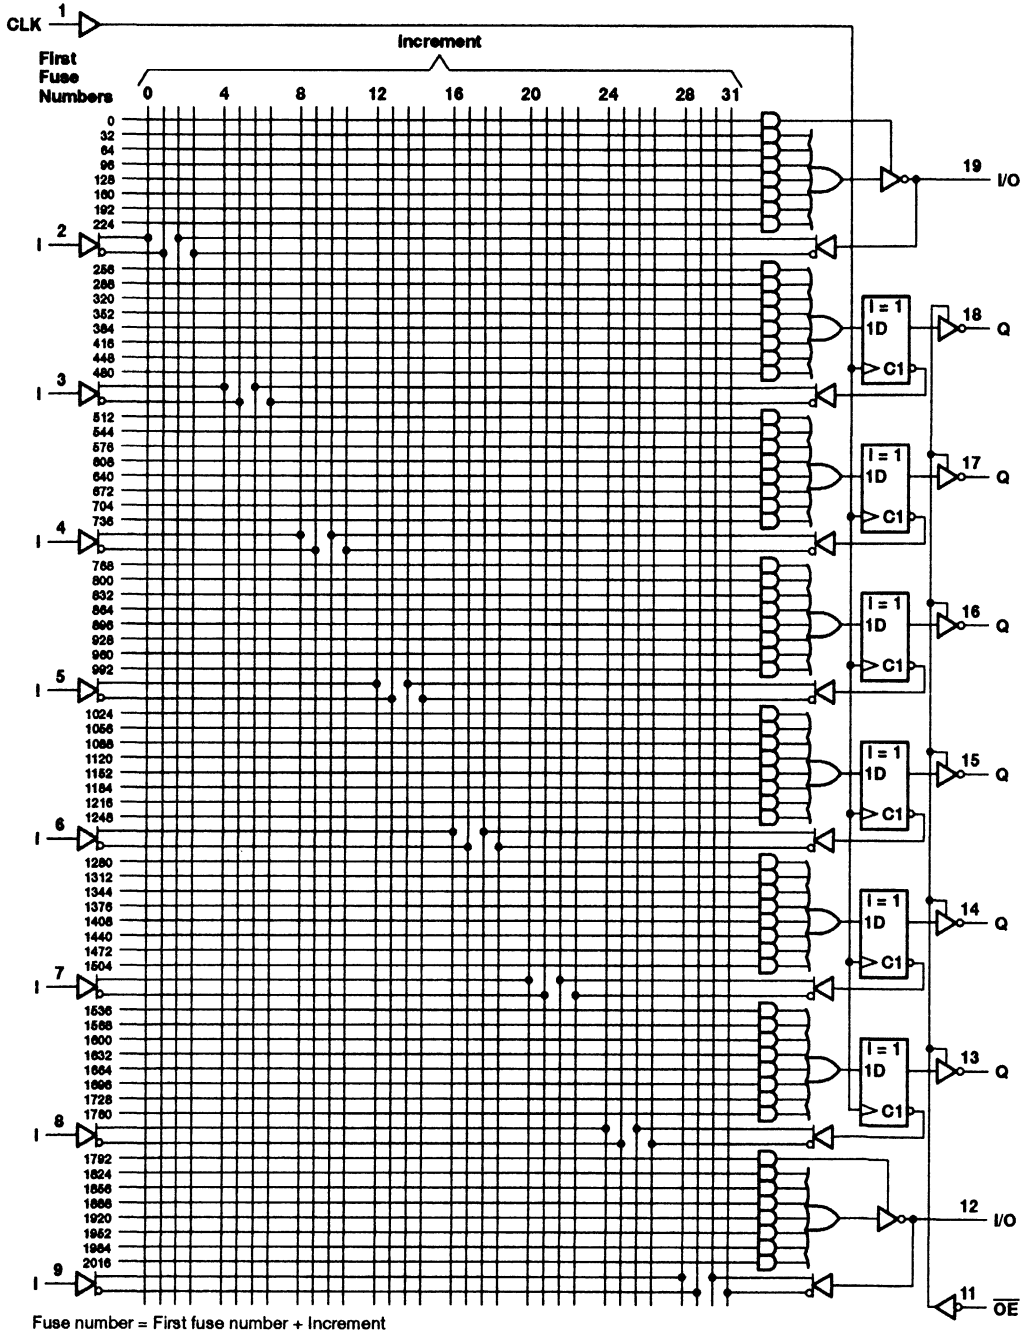 CLK 1
Increment
First
Fuse
Numbers
0 4 8 12 16 20 24 28 31
0
32
64
96
128
160
192
224
19 I/O
I 2
256
288
320
352
384
416
448
480
I = 1
1D
C1
18 Q
I 3
512
544
576
608
640
672
704
736
I = 1
1D
C1
17 Q
I 4
768
800
832
864
896
928
960
992
I = 1
1D
C1
16 Q
I 5
1024
1056
1088
1120
1152
1184
1216
1248
I = 1
1D
C1
15 Q
I 6
1280
1312
1344
1376
1408
1440
1472
1504
I = 1
1D
C1
14 Q
I 7
1536
1568
1600
1632
1664
1696
1728
1760
I = 1
1D
C1
13 Q
I 8
1792
1824
1856
1888
1920
1952
1984
2016
12 I/O
I 9
11 OE
Fuse number = First fuse number + Increment